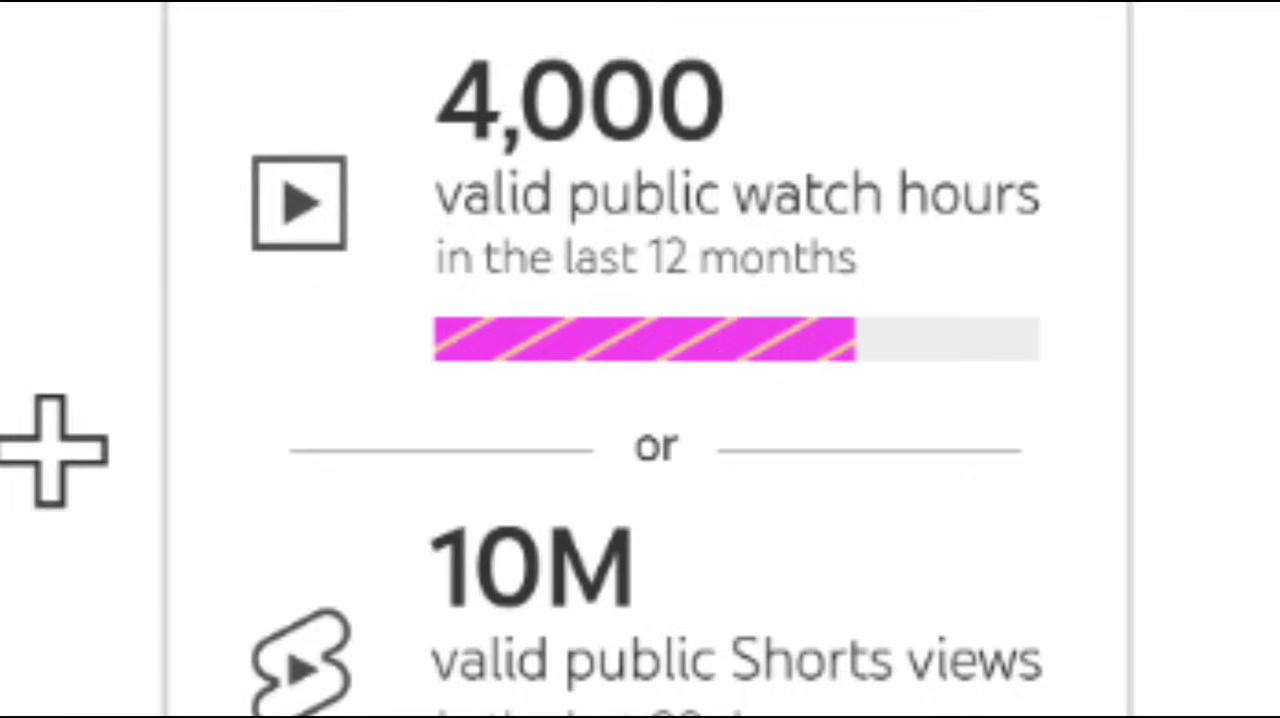 4,000
valid public watch hours
in the last 12 months
or
10M
valid public Shorts views